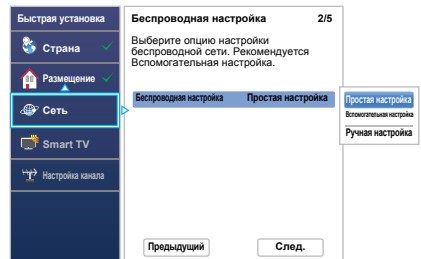 Быстрая установка
Страна
Размещение
Сеть
Smart TV
Настройка канала
Беспроводная настройка 2/5
Выберите опцию настройки
беспроводной сети. Рекомендуется
Вспомогательная настройка.
Беспроводная настройка Простая настройка
Простая настройка
Вспомогательная настройка
Ручная настройка
Предыдущий
След.